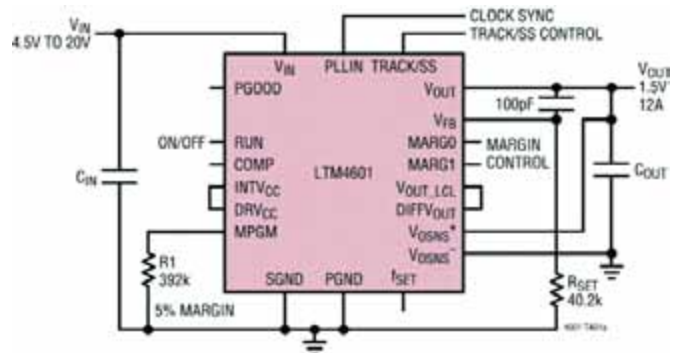 CLOCK SYNC
TRACK/SS CONTROL
VIN
4.5V TO 20V
VIN PLLIN TRACK/SS
PGOOD
VOUT
VOUT
1.5V
12A
100pF
VFB
ON/OFF
RUN
MARG0
MARGIN
CONTROL
COMP
MARG1
LTM4601
CIN
INTVCC
VOUT_LCL
COUT
DRVCC
DIFFVOUT
MPGM
VOSNS+
VOSNS–
R1
392k
SGND PGND fSET
RSET
40.2k
5% MARGIN